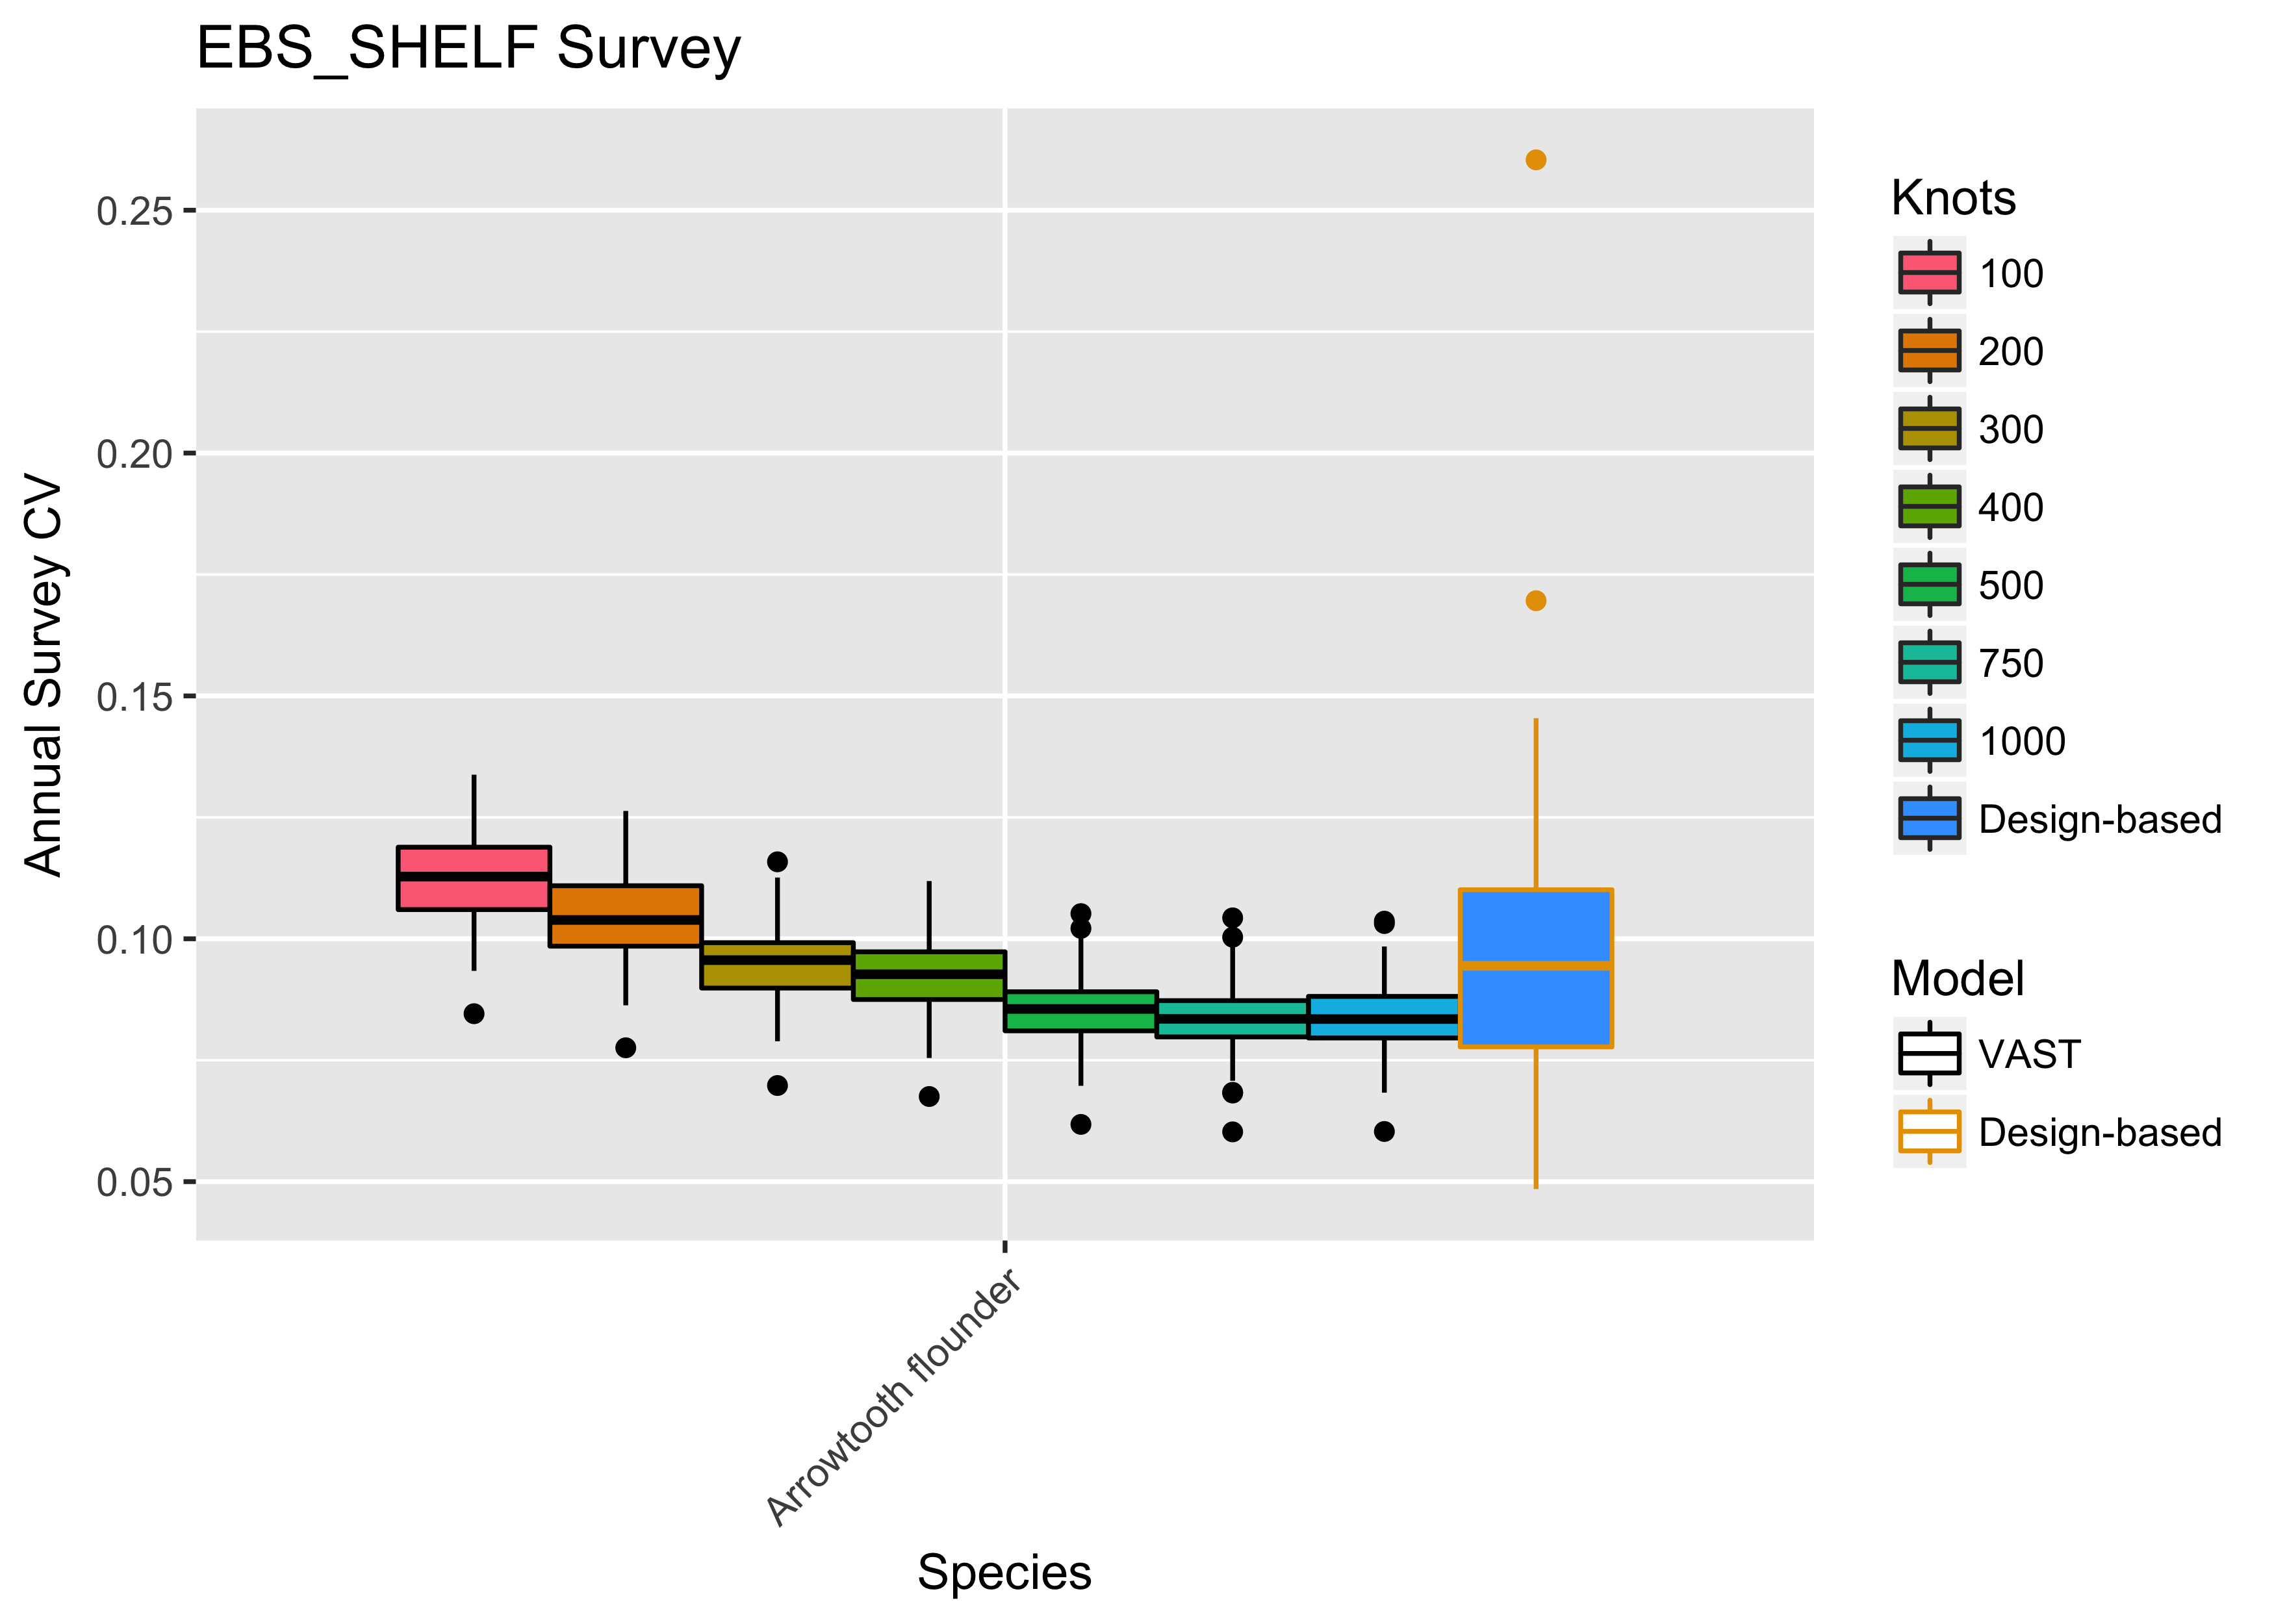 EBS_SHELF Survey
Annual Survey CV
0.25
0.20
0.15
0.10
0.05
Arrowtooth flounder
Species
Knots
100
200
300
400
500
750
1000
Design-based
Model
VAST
Design-based